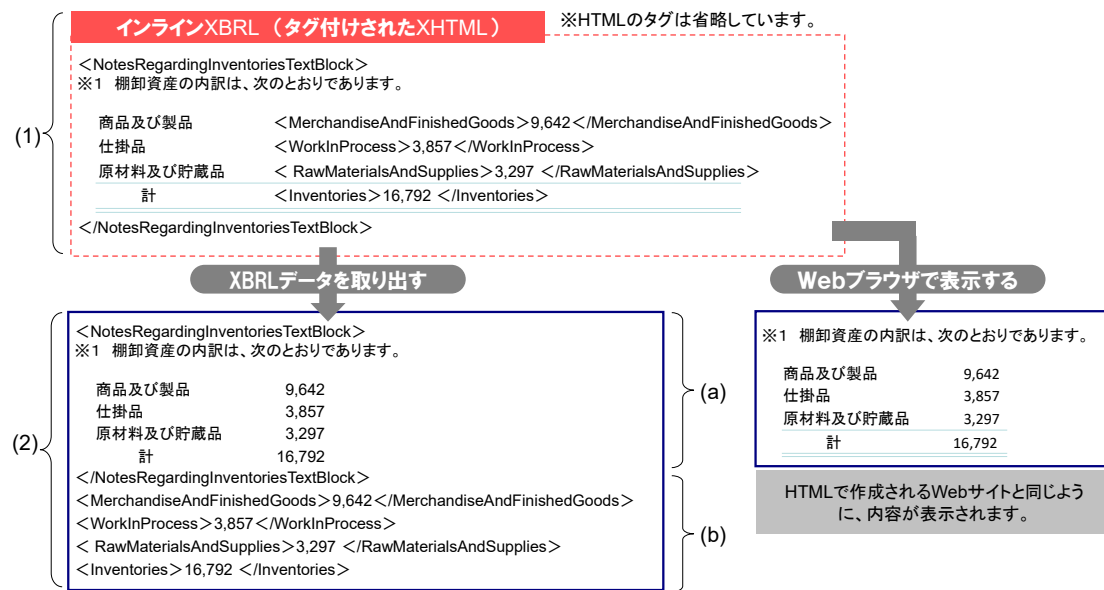 インラインXBRL（タグ付けされたXHTML）
※HTMLのタグは省略しています。
(1)
＜NotesRegardingInventoriesTextBlock＞
※1 棚卸資産の内訳は、次のとおりであります。
商品及び製品 ＜MerchandiseAndFinishedGoods＞9,642＜/MerchandiseAndFinishedGoods＞
仕掛品 ＜WorkInProcess＞3,857＜/WorkInProcess＞
原材料及び貯蔵品 ＜ RawMaterialsAndSupplies＞3,297 ＜/RawMaterialsAndSupplies＞
計 ＜Inventories＞16,792 ＜/Inventories＞
＜/NotesRegardingInventoriesTextBlock＞
XBRLデータを取り出す
(2)
＜NotesRegardingInventoriesTextBlock＞
※1 棚卸資産の内訳は、次のとおりであります。
商品及び製品 9,642
仕掛品 3,857
原材料及び貯蔵品 3,297
計 16,792
＜/NotesRegardingInventoriesTextBlock＞
(a)
＜MerchandiseAndFinishedGoods＞9,642＜/MerchandiseAndFinishedGoods＞
＜WorkInProcess＞3,857＜/WorkInProcess＞
＜ RawMaterialsAndSupplies＞3,297 ＜/RawMaterialsAndSupplies＞
＜Inventories＞16,792 ＜/Inventories＞
(b)
Webブラウザで表示する
※1 棚卸資産の内訳は、次のとおりであります。
商品及び製品 9,642
仕掛品 3,857
原材料及び貯蔵品 3,297
計 16,792
HTMLで作成されるWebサイトと同じよう
に、内容が表示されます。